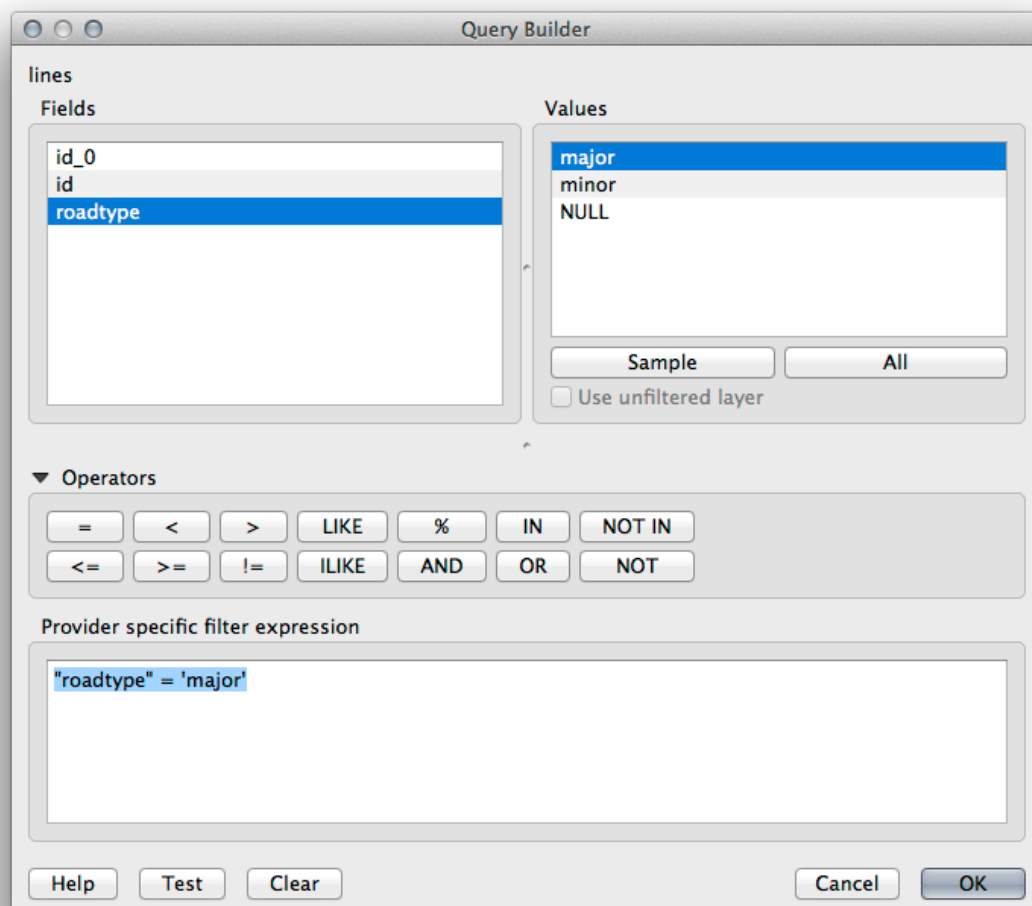 Query Builder
lines
Fields
id_0
id
roadtype
Values
major
minor
NULL
Sample All
Use unfiltered layer
Operators
= < > LIKE % IN NOT IN
<= >= != ILIKE AND OR NOT
Provider specific filter expression
"roadtype" = 'major'
Help Test Clear Cancel OK